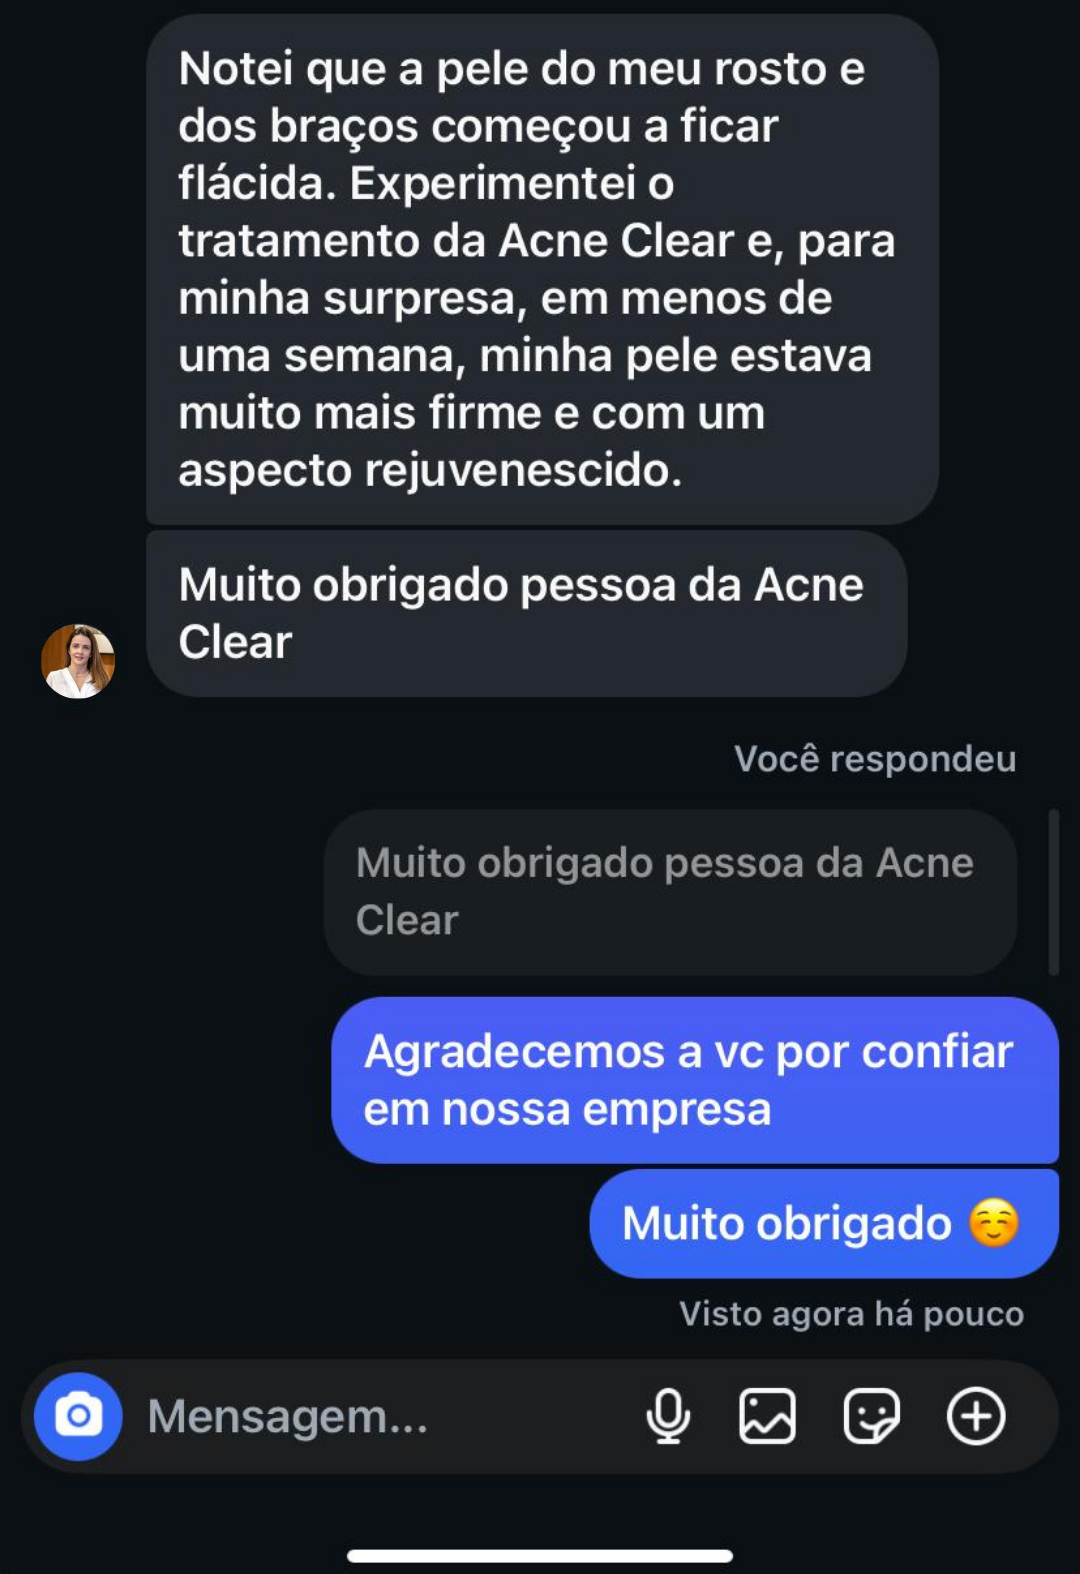 Notei que a pele do meu rosto e
dos braços começou a ficar
flácida. Experimentei o
tratamento da Acne Clear e, para
minha surpresa, em menos de
uma semana, minha pele estava
muito mais firme e com um
aspecto rejuvenescido.
Muito obrigado pessoa da Acne
Clear
Você respondeu
Muito obrigado pessoa da Acne
Clear
Agradecemos a vc por confiar
em nossa empresa
Muito obrigado ☺️
Visto agora há pouco
Mensagem...